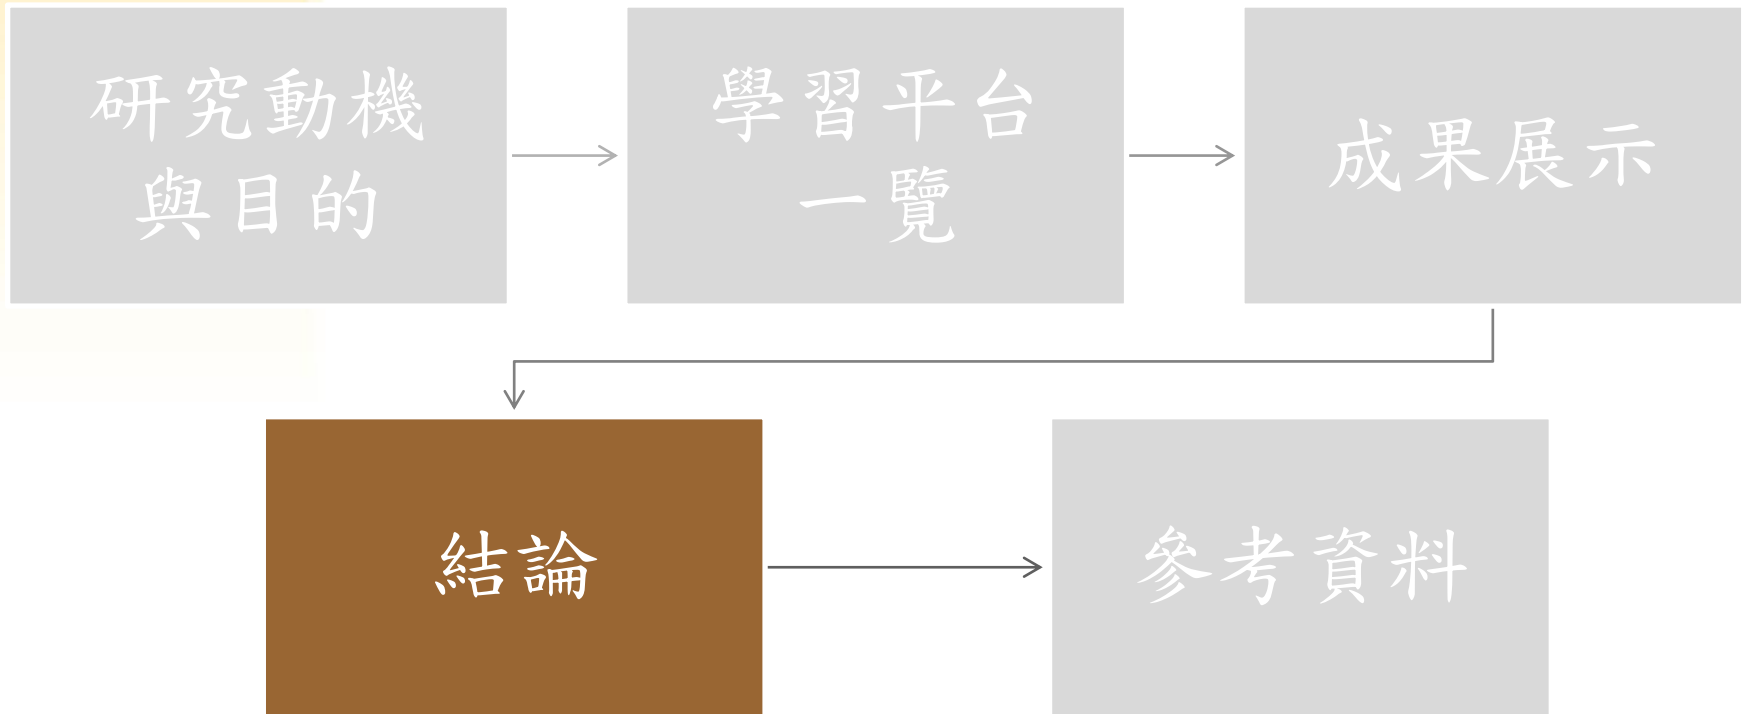 研究動機
與目的
學習平台
一覽
成果展示
結論
參考資料